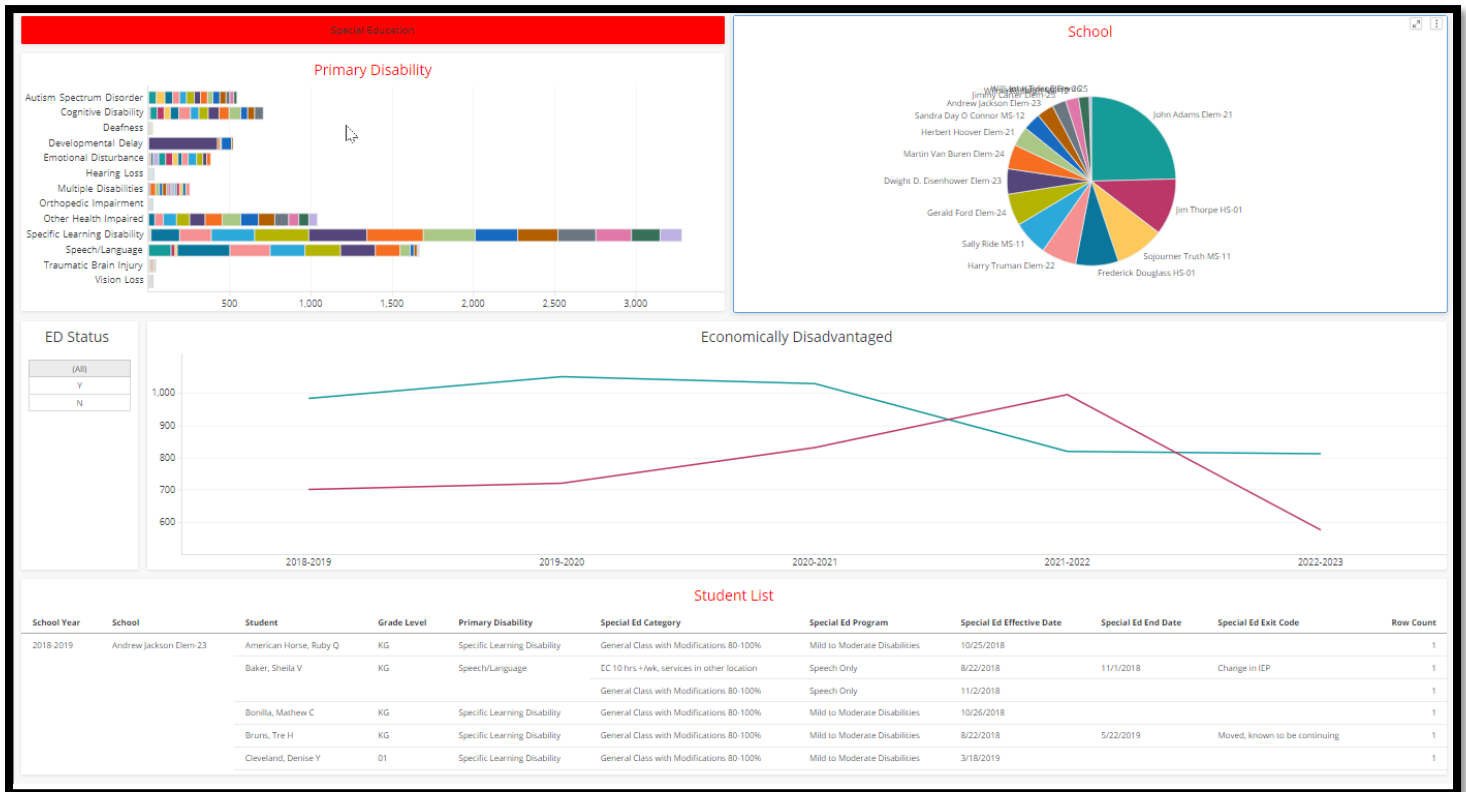 Special Education
Primary Disability
Autism Spectrum Disorder
Cognitive Disability
Deafness
Developmental Delay
Emotional Disturbance
Hearing Loss
Multiple Disabilities
Orthopedic Impairment
Other Health Impaired
Specific Learning Disability
Speech/Language
Traumatic Brain Injury
Vision Loss
500 1,000 1,500 2,000 2,500 3,000
School
Jimmy Carter Elem-25
Andrew Jackson Elem-23
Sandra Day O Connor MS-12
Herbert Hoover Elem-21
Martin Van Buren Elem-24
Dwight D. Eisenhower Elem-23
Gerald Ford Elem-24
Sally Ride MS-11
Harry Truman Elem-22
John Adams Elem-21
Jim Thorpe HS-01
Sojourner Truth MS-11
Frederick Douglass HS-01
ED Status
(All)
Y
N
Economically Disadvantaged
1,000
900
800
700
600
2018-2019 2019-2020 2020-2021 2021-2022 2022-2023
Student List
School Year School Student Grade Level Primary Disability Special Ed Category Special Ed Program Special Ed Effective Date Special Ed End Date Special Ed Exit Code Row Count
2018-2019 Andrew Jackson Elem-23 American Horse, Ruby Q KG Specific Learning Disability General Class with Modifications 80-100% Mild to Moderate Disabilities 10/25/2018 1
Baker, Sheila V KG Speech/Language EC 10 hrs +/wk, services in other location Speech Only 8/22/2018 11/1/2018 Change in IEP 1
General Class with Modifications 80-100% Speech Only 11/2/2018 1
Bonilla, Mathew C KG Specific Learning Disability General Class with Modifications 80-100% Mild to Moderate Disabilities 10/26/2018 1
Bruns, Tre H KG Specific Learning Disability General Class with Modifications 80-100% Mild to Moderate Disabilities 8/22/2018 5/22/2019 Moved, known to be continuing 1
Cleveland, Denise Y 01 Specific Learning Disability General Class with Modifications 80-100% Mild to Moderate Disabilities 3/18/2019 1